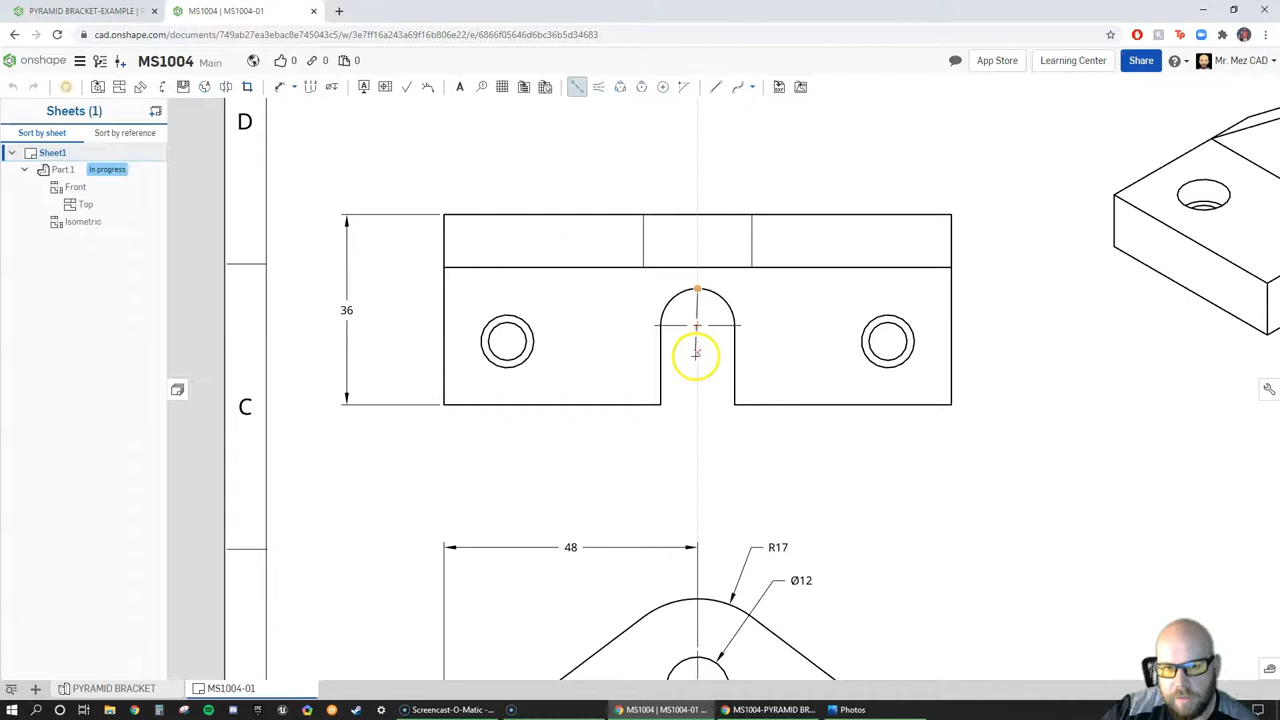 PYRAMID BRACKET-EXAMPLE |
MS1004 | MS1004-01
cad.onshape.com/documents/749ab27ea3ebac8e745043c5/w/3e7ff16a243a69f16b806e22/e/6866f05464946d6bc36b5d34683
onshape
MS1004 Main
0
0
0
App Store
Learning Center
Share
Mr. Mez CAD
Sheets (1)
Sort by sheet
Sort by reference
Sheet1
Part 1 In progress
Front
Top
Isometric
D
36
C
48
R17
Ø12
PYRAMID BRACKET
MS1004-01
Screencast-O-Matic -...
MS1004 | MS1004-01 ...
MS1004-PYRAMID BR...
Photos